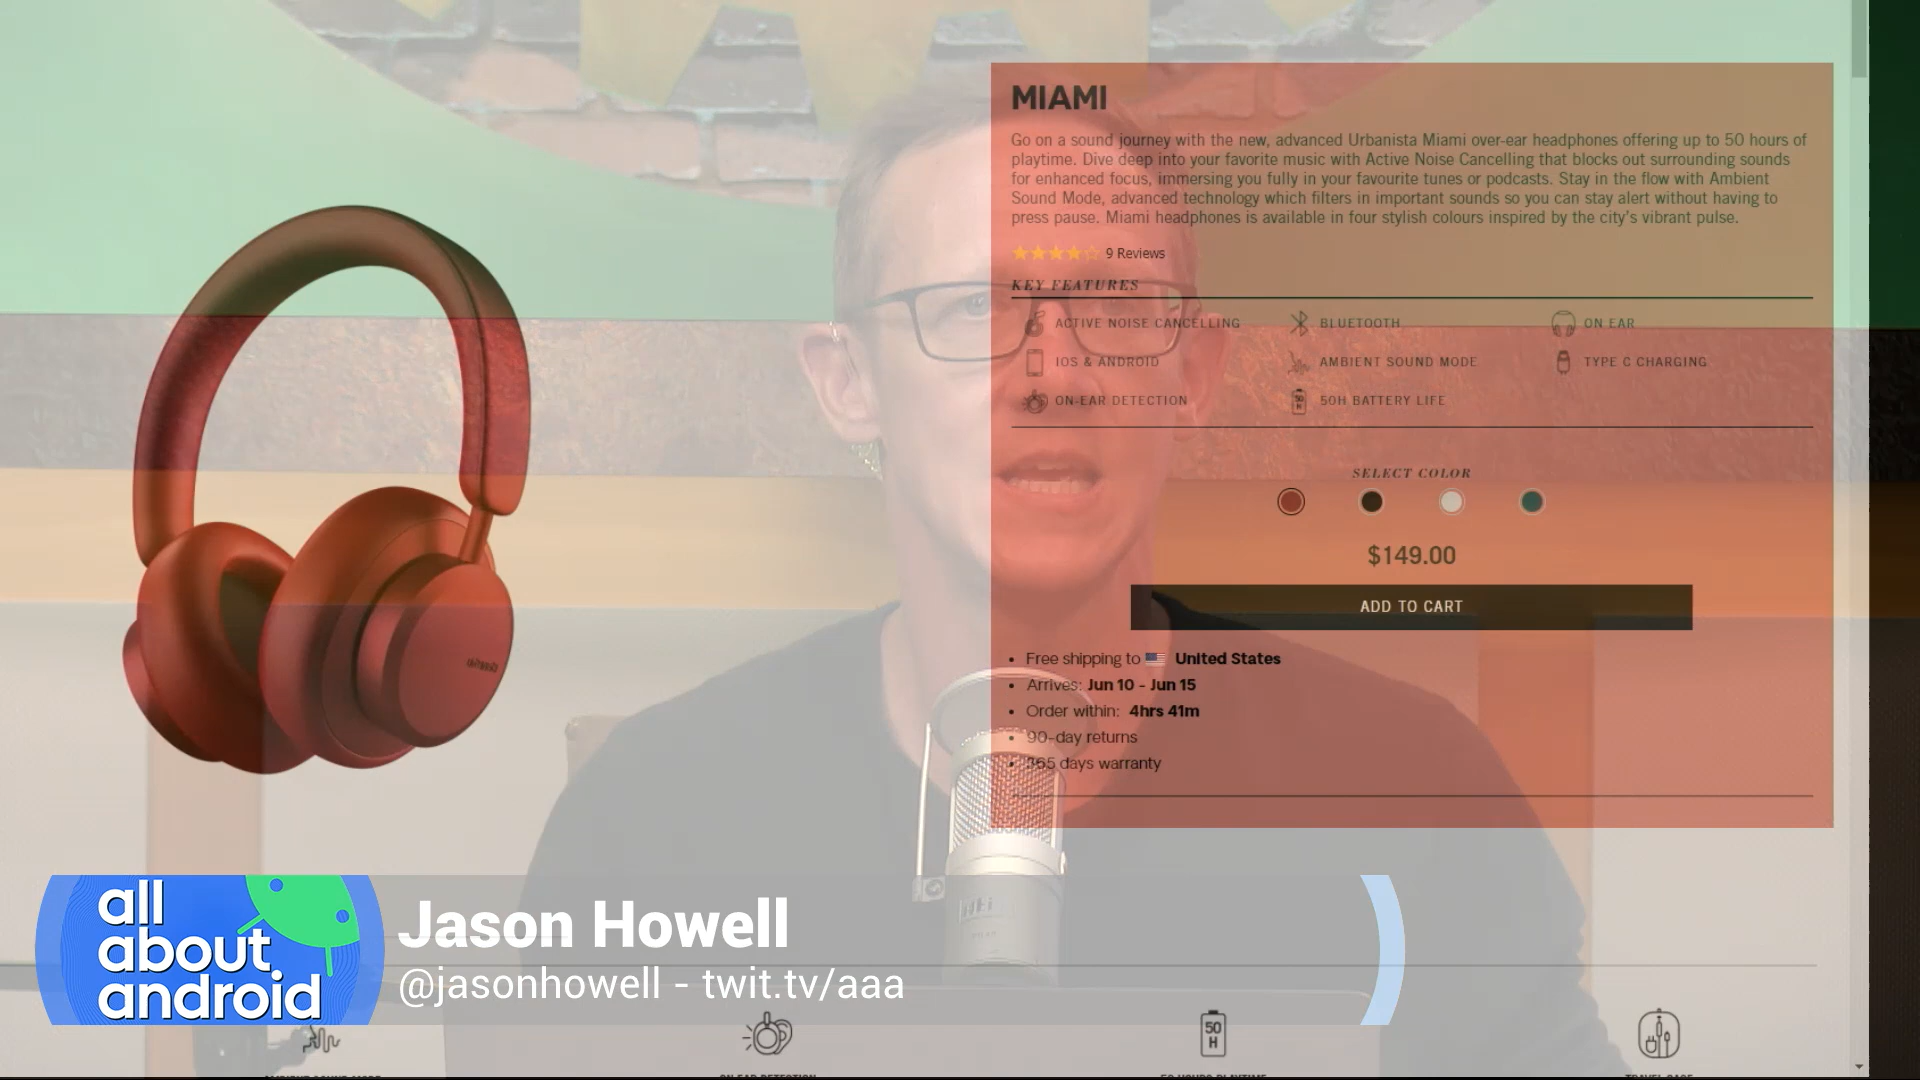 MIAMI
Go on a sound journey with the new, advanced Urbanista Miami over-ear headphones offering up to 50 hours of
playtime. Dive deep into your favorite music with Active Noise Cancelling that blocks out surrounding sounds
for enhanced focus, immersing you fully in your favourite tunes or podcasts. Stay in the flow with Ambient
Sound Mode, advanced technology which filters in important sounds so you can stay alert without having to
press pause. Miami headphones is available in four stylish colours inspired by the city's vibrant pulse.
9 Reviews
KEY FEATURES
ACTIVE NOISE CANCELLING
BLUETOOTH
ON EAR
IOS & ANDROID
AMBIENT SOUND MODE
TYPE C CHARGING
ON-EAR DETECTION
50H BATTERY LIFE
SELECT COLOR
$149.00
ADD TO CART
• Free shipping to United States
• Arrives: Jun 10 - Jun 15
• Order within: 4hrs 41m
• 90-day returns
• 365 days warranty
all
about
android
Jason Howell
@jasonhowell - twit.tv/aaa
50
H